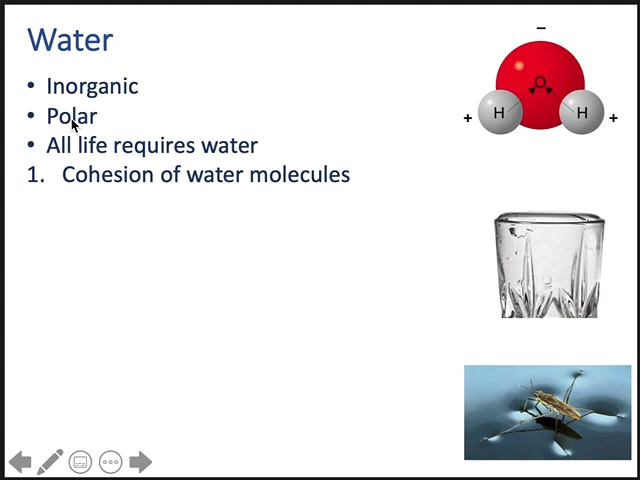 Water
• Inorganic
• Polar
• All life requires water
1. Cohesion of water molecules
−
O
+ H H +